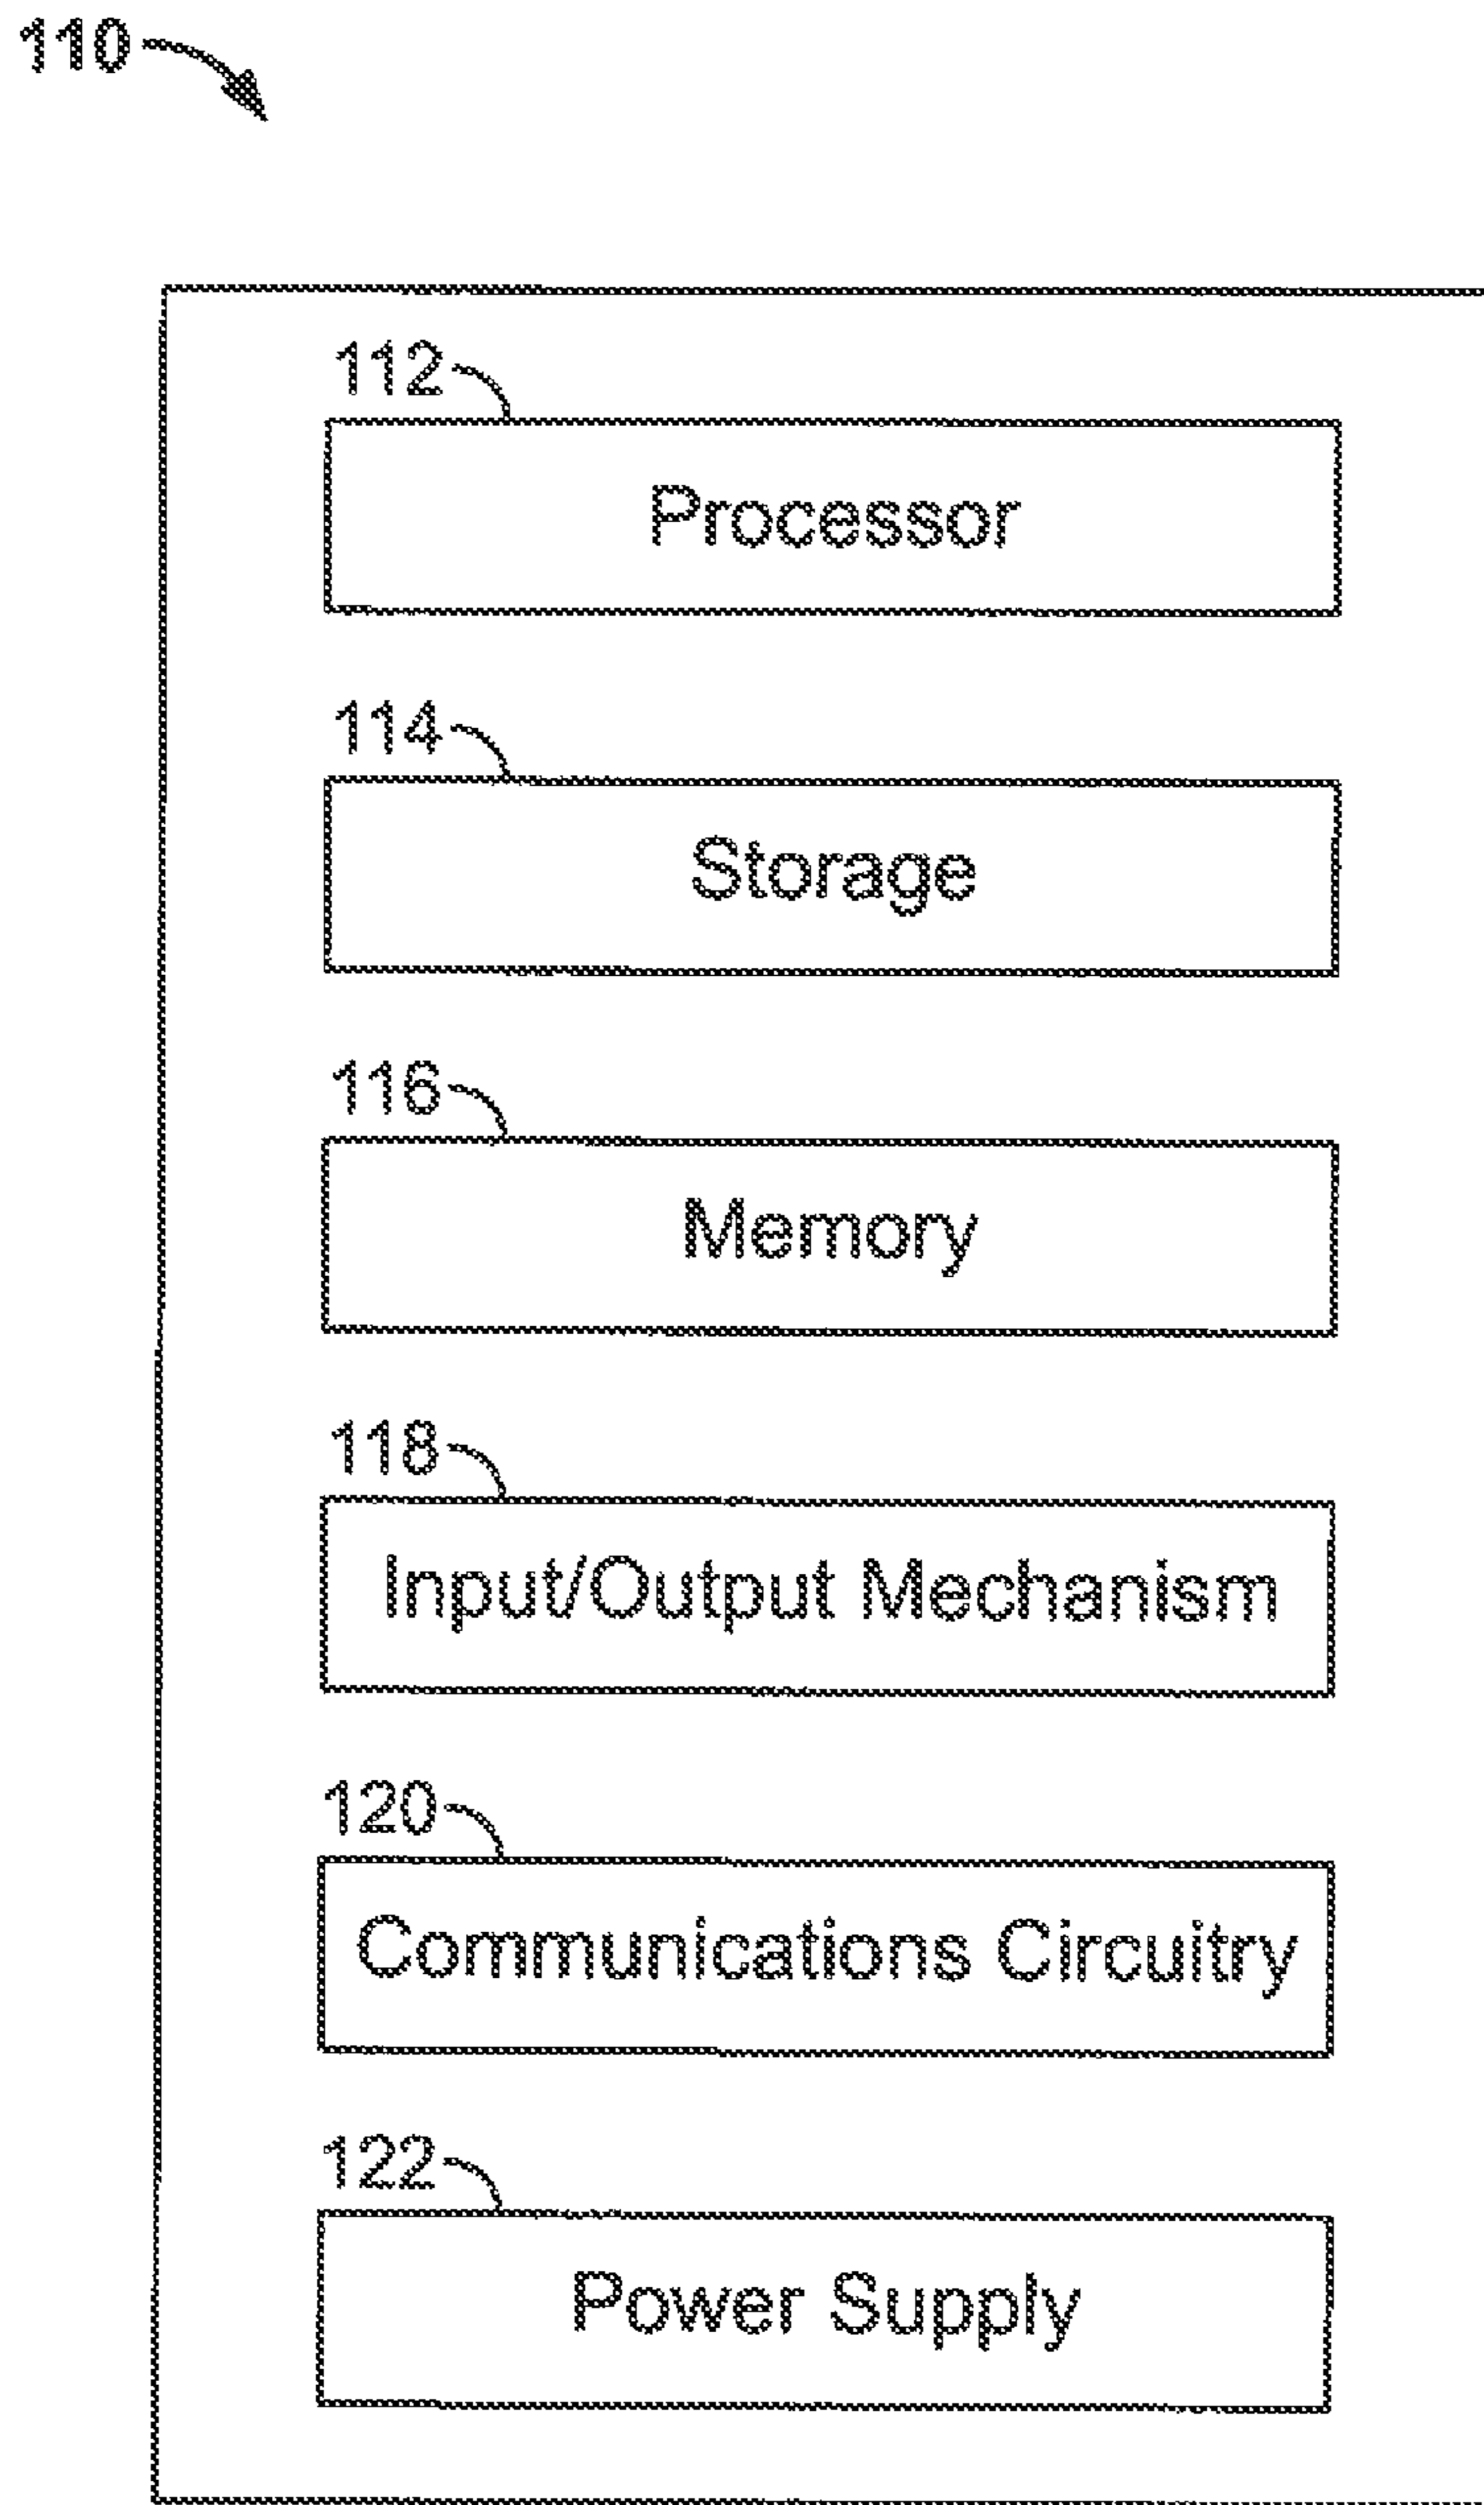 110
112
Processor
114
Storage
116
Memory
118
Input/Output Mechanism
120
Communications Circuitry
122
Power Supply